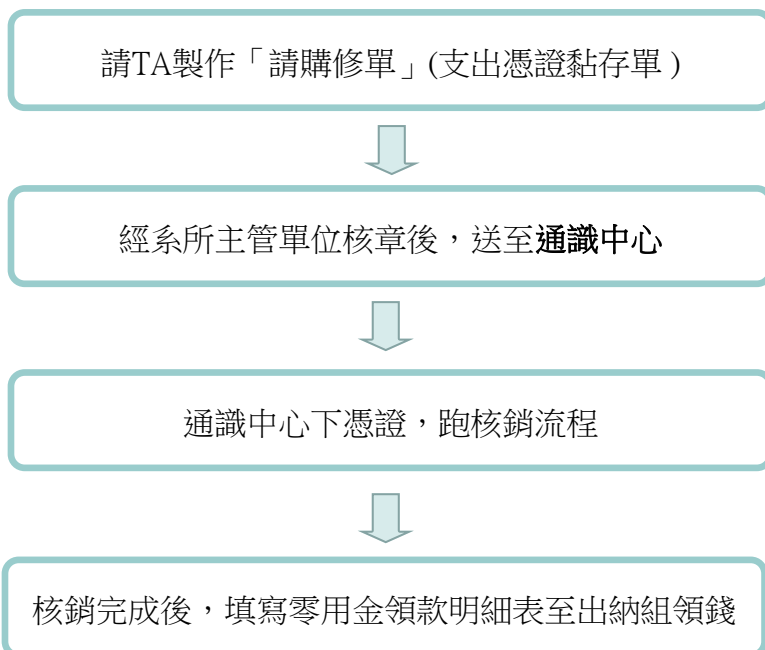 請TA製作「請購修單」(支出憑證黏存單)
經系所主管單位核章後，送至通識中心
通識中心下憑證，跑核銷流程
核銷完成後，填寫零用金領款明細表至出納組領錢